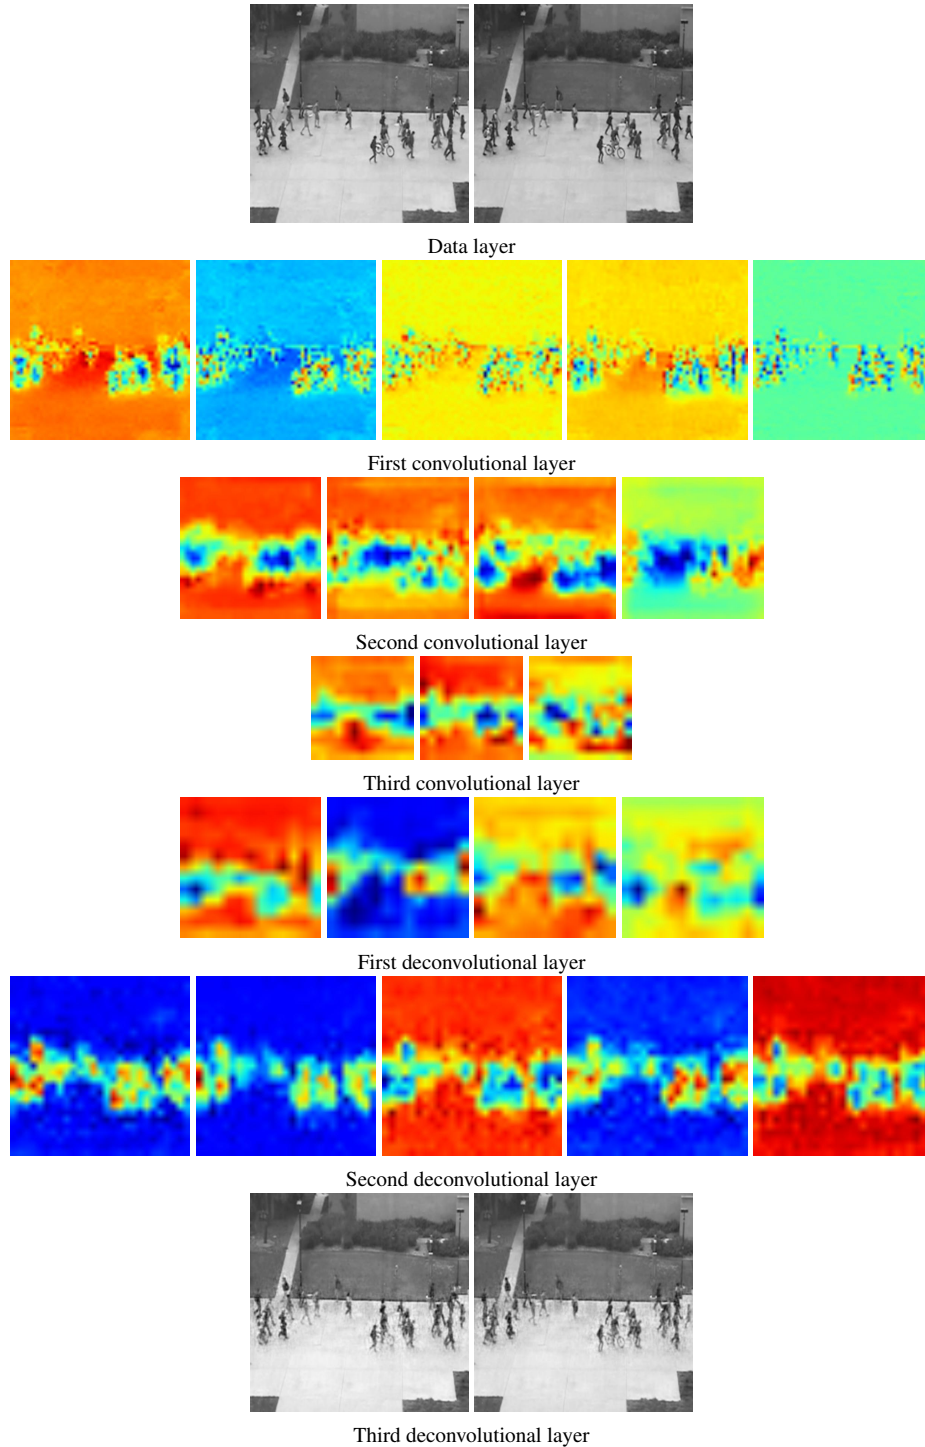 Data layer
First convolutional layer
Second convolutional layer
Third convolutional layer
First deconvolutional layer
Second deconvolutional layer
Third deconvolutional layer